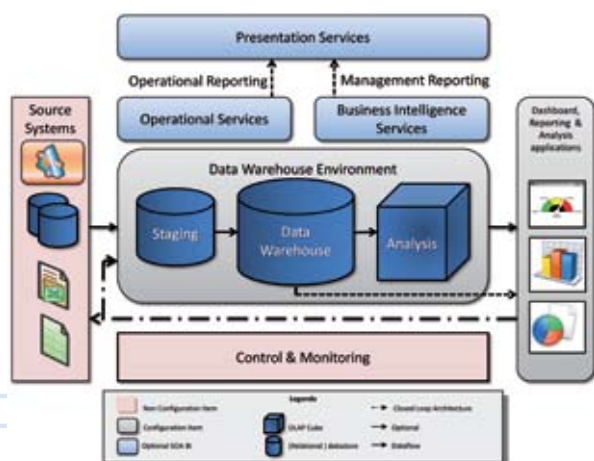 Presentation Services
Operational Reporting
Management Reporting
Source
Systems
Operational Services
Business Intelligence
Services
Dashboard,
Reporting &
Analysis
applications
Data Warehouse Environment
Staging
Data
Warehouse
Analysis
Control & Monitoring
Legenda
Non Configuration Item
Configuration Item
Optional SOA BI
OLAP Cube
(Relational) datastore
Closed Loop Architecture
Optional
Dataflow